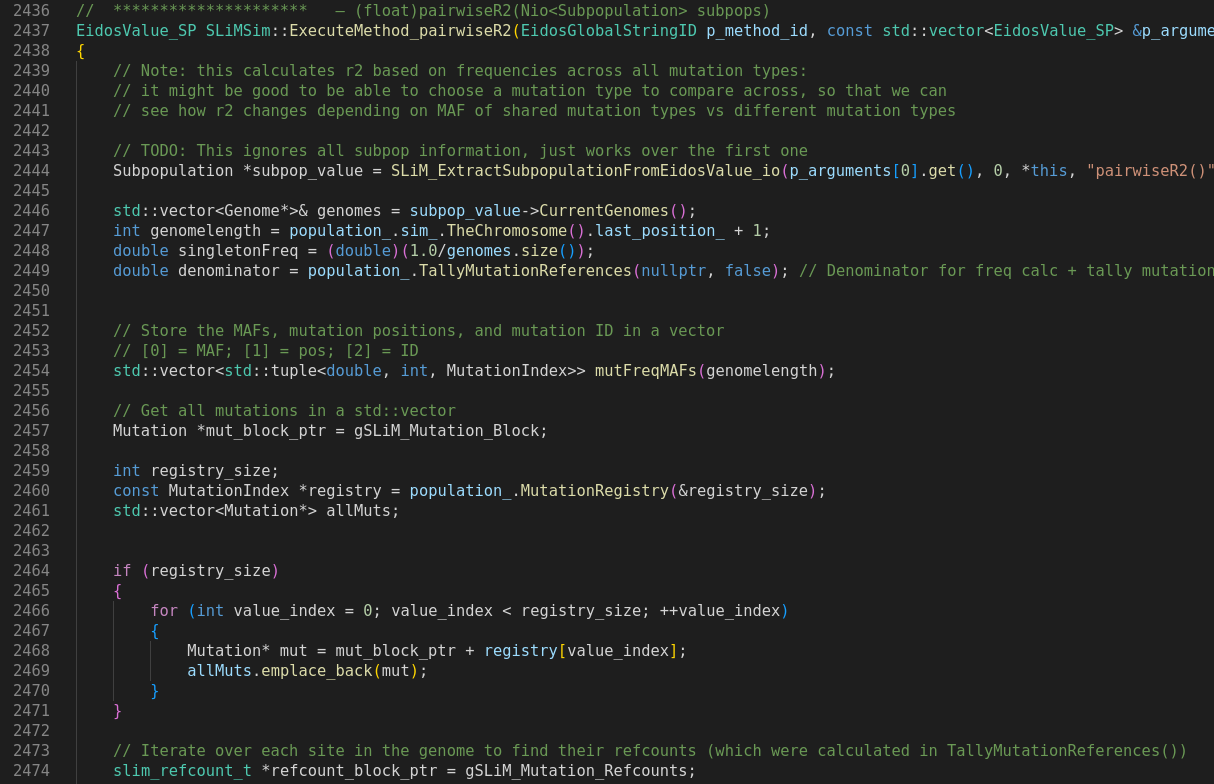 2436 //  *********************   – (float)pairwiseR2(Nio<Subpopulation> subpops)
2437 EidosValue_SP SLiMSim::ExecuteMethod_pairwiseR2(EidosGlobalStringID p_method_id, const std::vector<EidosValue_SP> &p_argume
2438 {
2439     // Note: this calculates r2 based on frequencies across all mutation types:
2440     // it might be good to be able to choose a mutation type to compare across, so that we can
2441     // see how r2 changes depending on MAF of shared mutation types vs different mutation types
2442
2443     // TODO: This ignores all subpop information, just works over the first one
2444     Subpopulation *subpop_value = SLiM_ExtractSubpopulationFromEidosValue_io(p_arguments[0].get(), 0, *this, "pairwiseR2()"
2445
2446     std::vector<Genome*>& genomes = subpop_value->CurrentGenomes();
2447     int genomelength = population_.sim_.TheChromosome().last_position_ + 1;
2448     double singletonFreq = (double)(1.0/genomes.size());
2449     double denominator = population_.TallyMutationReferences(nullptr, false); // Denominator for freq calc + tally mutation
2450
2451
2452     // Store the MAFs, mutation positions, and mutation ID in a vector
2453     // [0] = MAF; [1] = pos; [2] = ID
2454     std::vector<std::tuple<double, int, MutationIndex>> mutFreqMAFs(genomelength);
2455
2456     // Get all mutations in a std::vector
2457     Mutation *mut_block_ptr = gSLiM_Mutation_Block;
2458
2459     int registry_size;
2460     const MutationIndex *registry = population_.MutationRegistry(&registry_size);
2461     std::vector<Mutation*> allMuts;
2462
2463
2464     if (registry_size)
2465     {
2466         for (int value_index = 0; value_index < registry_size; ++value_index)
2467         {
2468             Mutation* mut = mut_block_ptr + registry[value_index];
2469             allMuts.emplace_back(mut);
2470         }
2471     }
2472
2473     // Iterate over each site in the genome to find their refcounts (which were calculated in TallyMutationReferences())
2474     slim_refcount_t *refcount_block_ptr = gSLiM_Mutation_Refcounts;